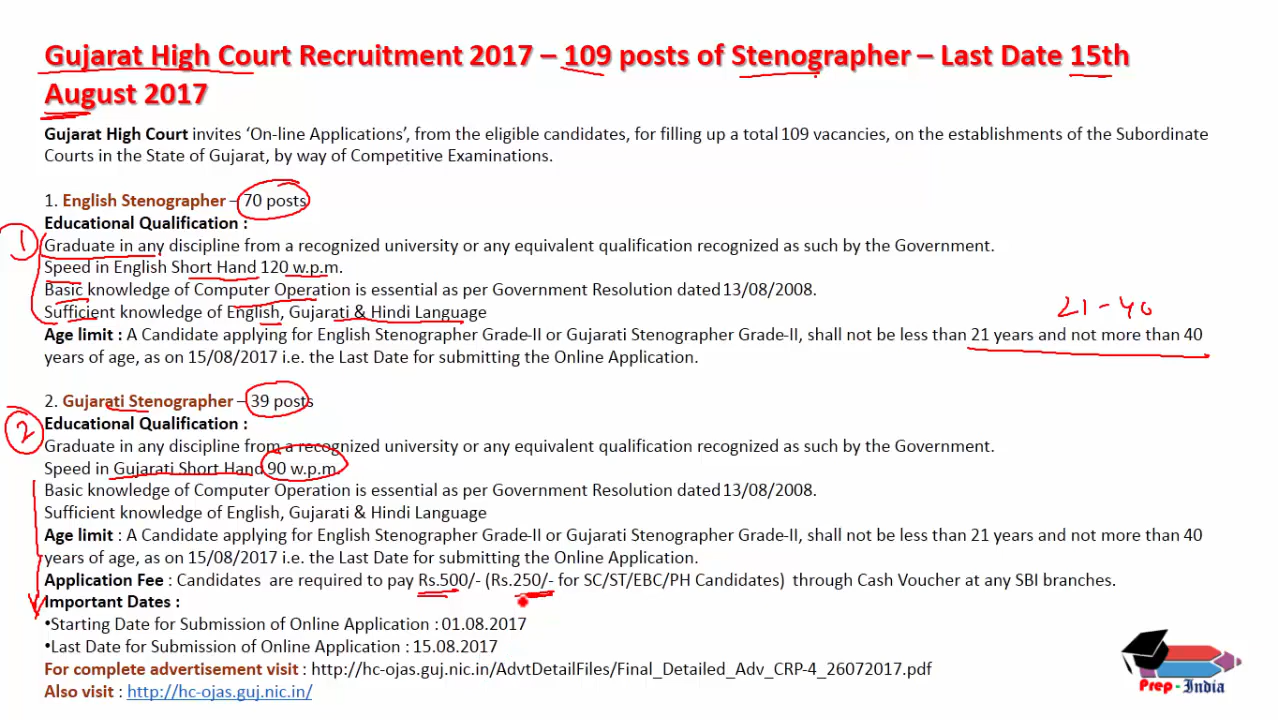 Gujarat High Court Recruitment 2017 – 109 posts of Stenographer – Last Date 15th
August 2017
Gujarat High Court invites ‘On-line Applications’, from the eligible candidates, for filling up a total 109 vacancies, on the establishments of the Subordinate
Courts in the State of Gujarat, by way of Competitive Examinations.
1. English Stenographer – 70 posts
Educational Qualification :
1
Graduate in any discipline from a recognized university or any equivalent qualification recognized as such by the Government.
Speed in English Short Hand 120 w.p.m.
Basic knowledge of Computer Operation is essential as per Government Resolution dated 13/08/2008.
Sufficient knowledge of English, Gujarati & Hindi Language
21 - 40
Age limit : A Candidate applying for English Stenographer Grade-II or Gujarati Stenographer Grade-II, shall not be less than 21 years and not more than 40
years of age, as on 15/08/2017 i.e. the Last Date for submitting the Online Application.
2. Gujarati Stenographer – 39 posts
2
Educational Qualification :
Graduate in any discipline from a recognized university or any equivalent qualification recognized as such by the Government.
Speed in Gujarati Short Hand 90 w.p.m.
Basic knowledge of Computer Operation is essential as per Government Resolution dated 13/08/2008.
Sufficient knowledge of English, Gujarati & Hindi Language
Age limit : A Candidate applying for English Stenographer Grade-II or Gujarati Stenographer Grade-II, shall not be less than 21 years and not more than 40
years of age, as on 15/08/2017 i.e. the Last Date for submitting the Online Application.
Application Fee : Candidates are required to pay Rs.500/- (Rs.250/- for SC/ST/EBC/PH Candidates) through Cash Voucher at any SBI branches.
Important Dates :
•Starting Date for Submission of Online Application : 01.08.2017
•Last Date for Submission of Online Application : 15.08.2017
For complete advertisement visit : http://hc-ojas.guj.nic.in/AdvtDetailFiles/Final_Detailed_Adv_CRP-4_26072017.pdf
Also visit : http://hc-ojas.guj.nic.in/
Prep - India